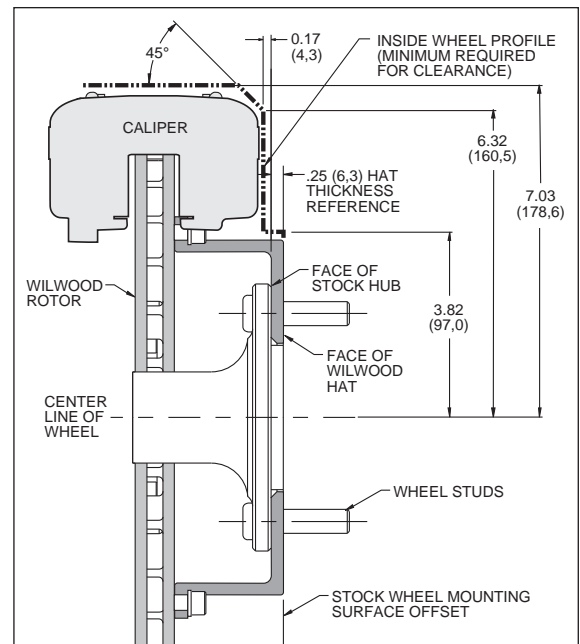 45°
0.17
(4,3)
INSIDE WHEEL PROFILE
(MINIMUM REQUIRED
FOR CLEARANCE)
CALIPER
6.32
(160,5)
7.03
(178,6)
.25 (6,3) HAT
THICKNESS
REFERENCE
WILWOOD
ROTOR
FACE OF
STOCK HUB
3.82
(97,0)
FACE OF
WILWOOD
HAT
CENTER
LINE OF
WHEEL
WHEEL STUDS
STOCK WHEEL MOUNTING
SURFACE OFFSET